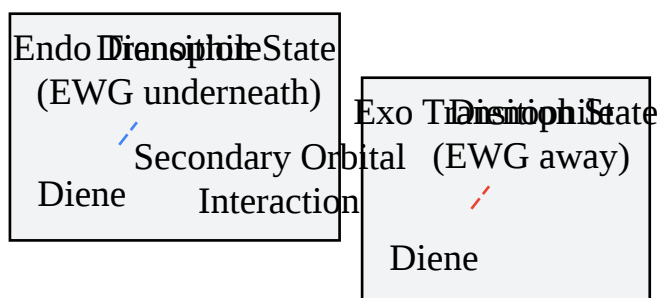 Endo Transition State
Dienophile
(EWG underneath)
Secondary Orbital
Interaction
Diene
Exo Transition State
Dienophile
(EWG away)
Diene